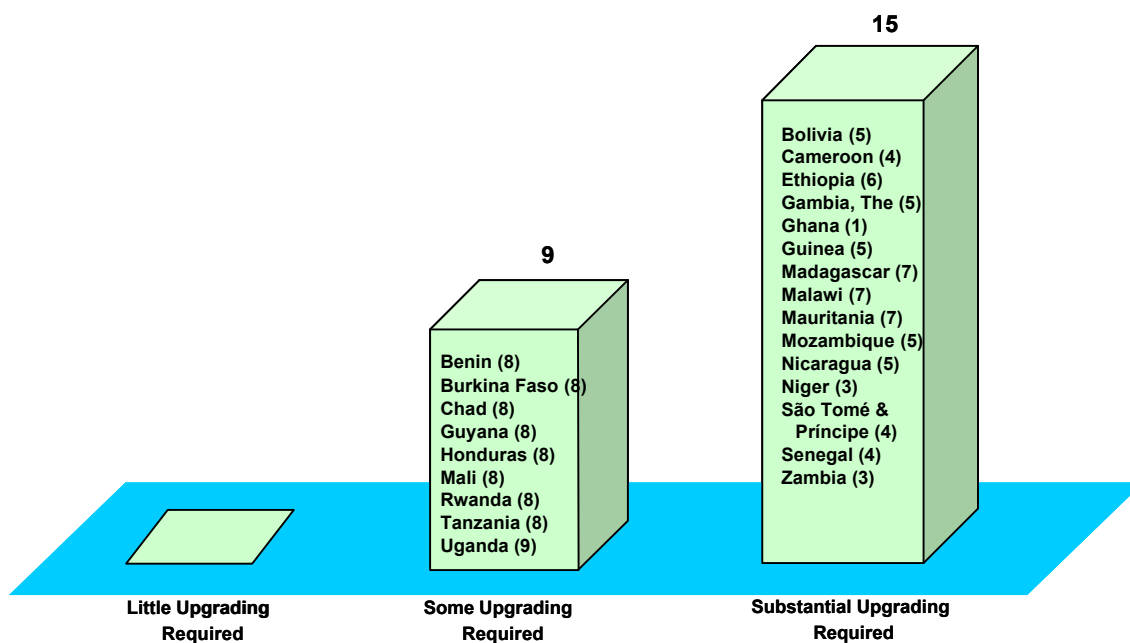 15
Bolivia (5)
Cameroon (4)
Ethiopia (6)
Gambia, The (5)
Ghana (1)
Guinea (5)
Madagascar (7)
Malawi (7)
Mauritania (7)
Mozambique (5)
Nicaragua (5)
Niger (3)
São Tomé &
Príncipe (4)
Senegal (4)
Zambia (3)
9
Benin (8)
Burkina Faso (8)
Chad (8)
Guyana (8)
Honduras (8)
Mali (8)
Rwanda (8)
Tanzania (8)
Uganda (9)
Little Upgrading
Required
Some Upgrading
Required
Substantial Upgrading
Required